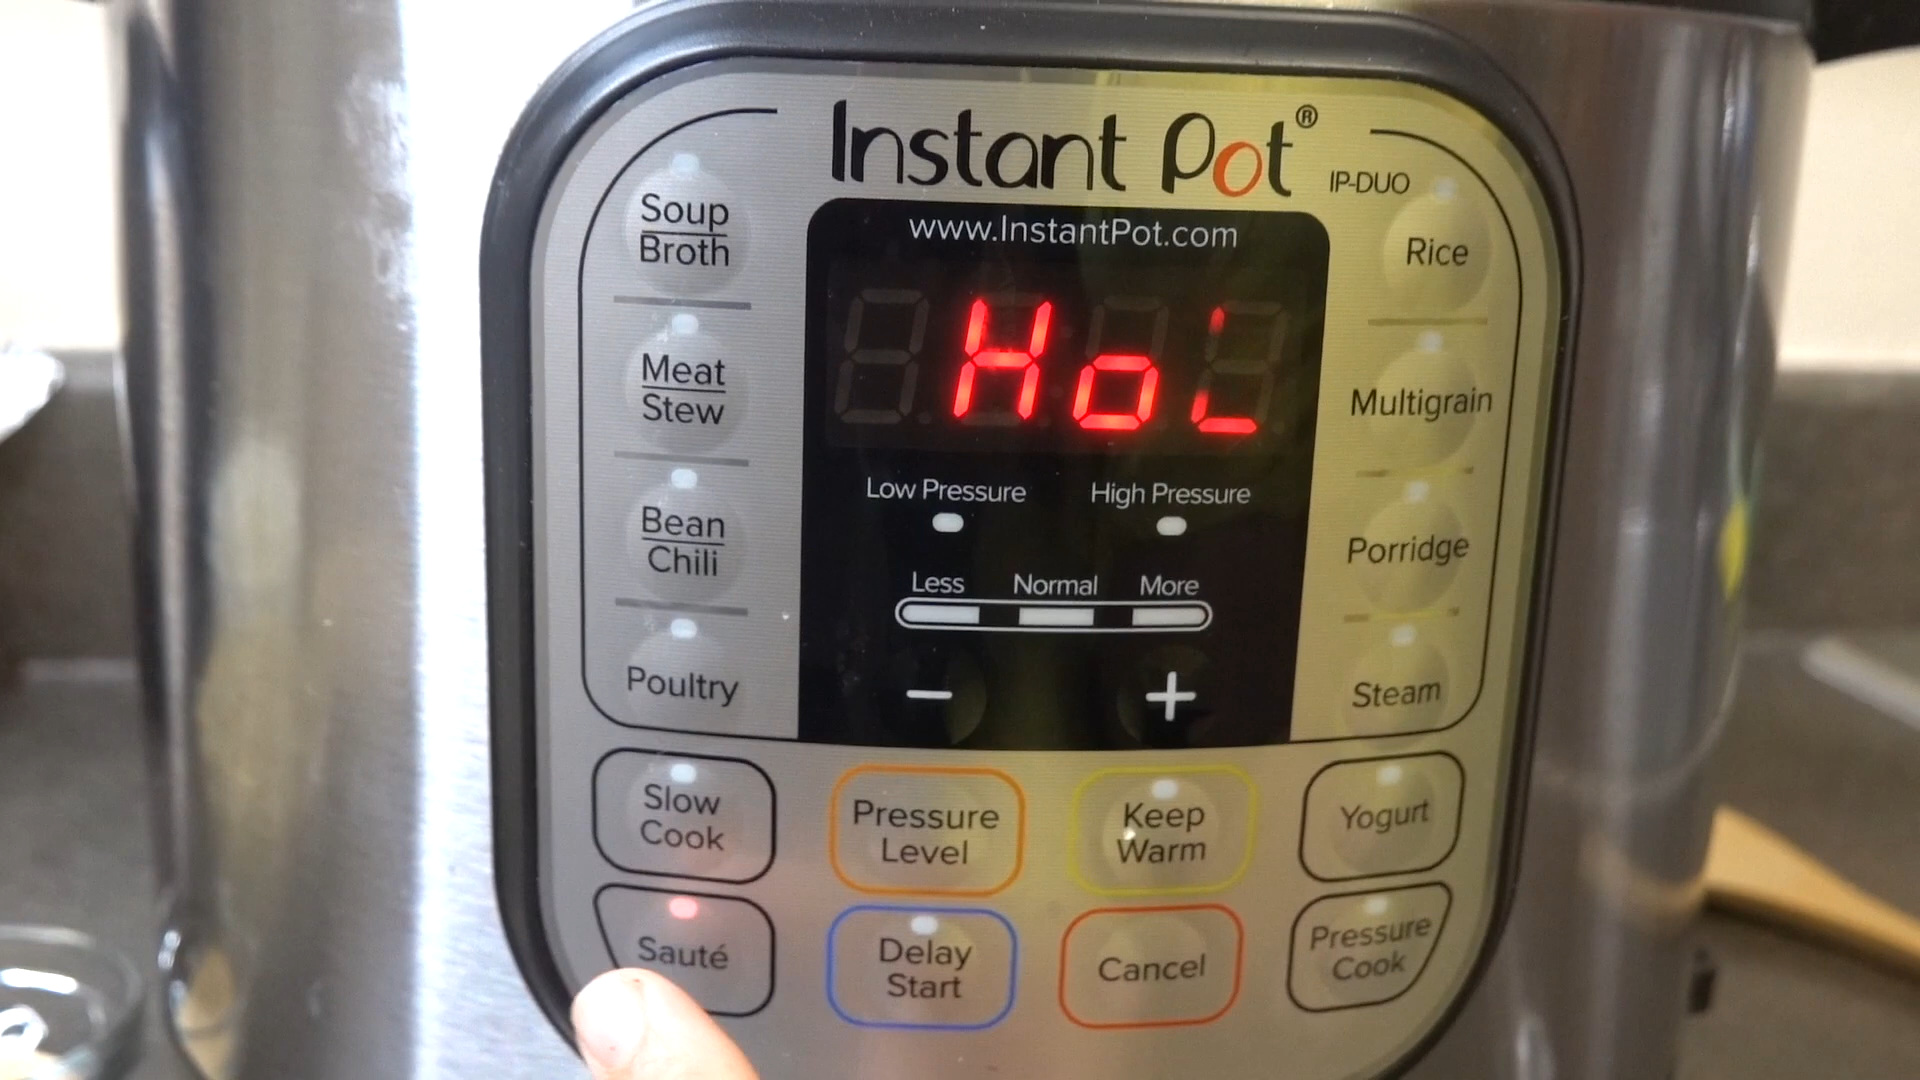 Instant Pot®
IP-DUO
www.InstantPot.com
Soup
Broth
Meat
Stew
Bean
Chili
Poultry
HoL
Low Pressure
High Pressure
Less
Normal
More
−
+
Rice
Multigrain
Porridge
Steam
Slow
Cook
Pressure
Level
Keep
Warm
Yogurt
Sauté
Delay
Start
Cancel
Pressure
Cook